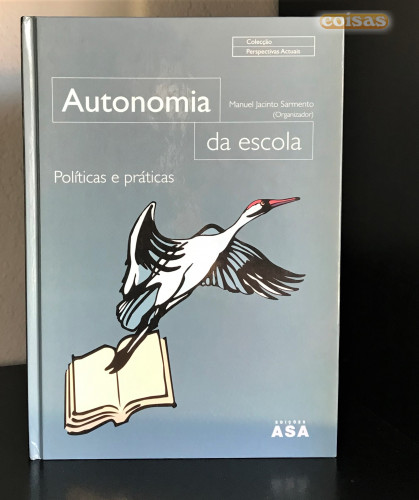 coisas
Colecção
Perspectivas Actuais
Autonomia
Manuel Jacinto Sarmento
(Organizador)
da escola
Políticas e práticas
EDIÇÕES
ASA